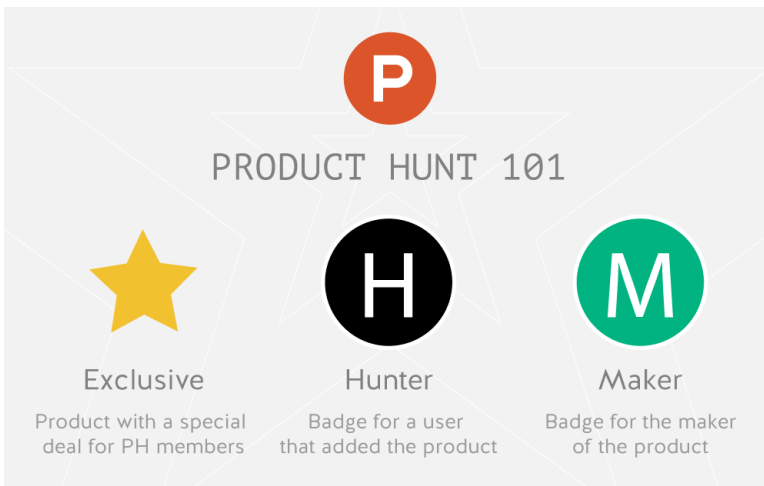 P
PRODUCT HUNT 101
H
M
Exclusive
Hunter
Maker
Product with a special
deal for PH members
Badge for a user
that added the product
Badge for the maker
of the product